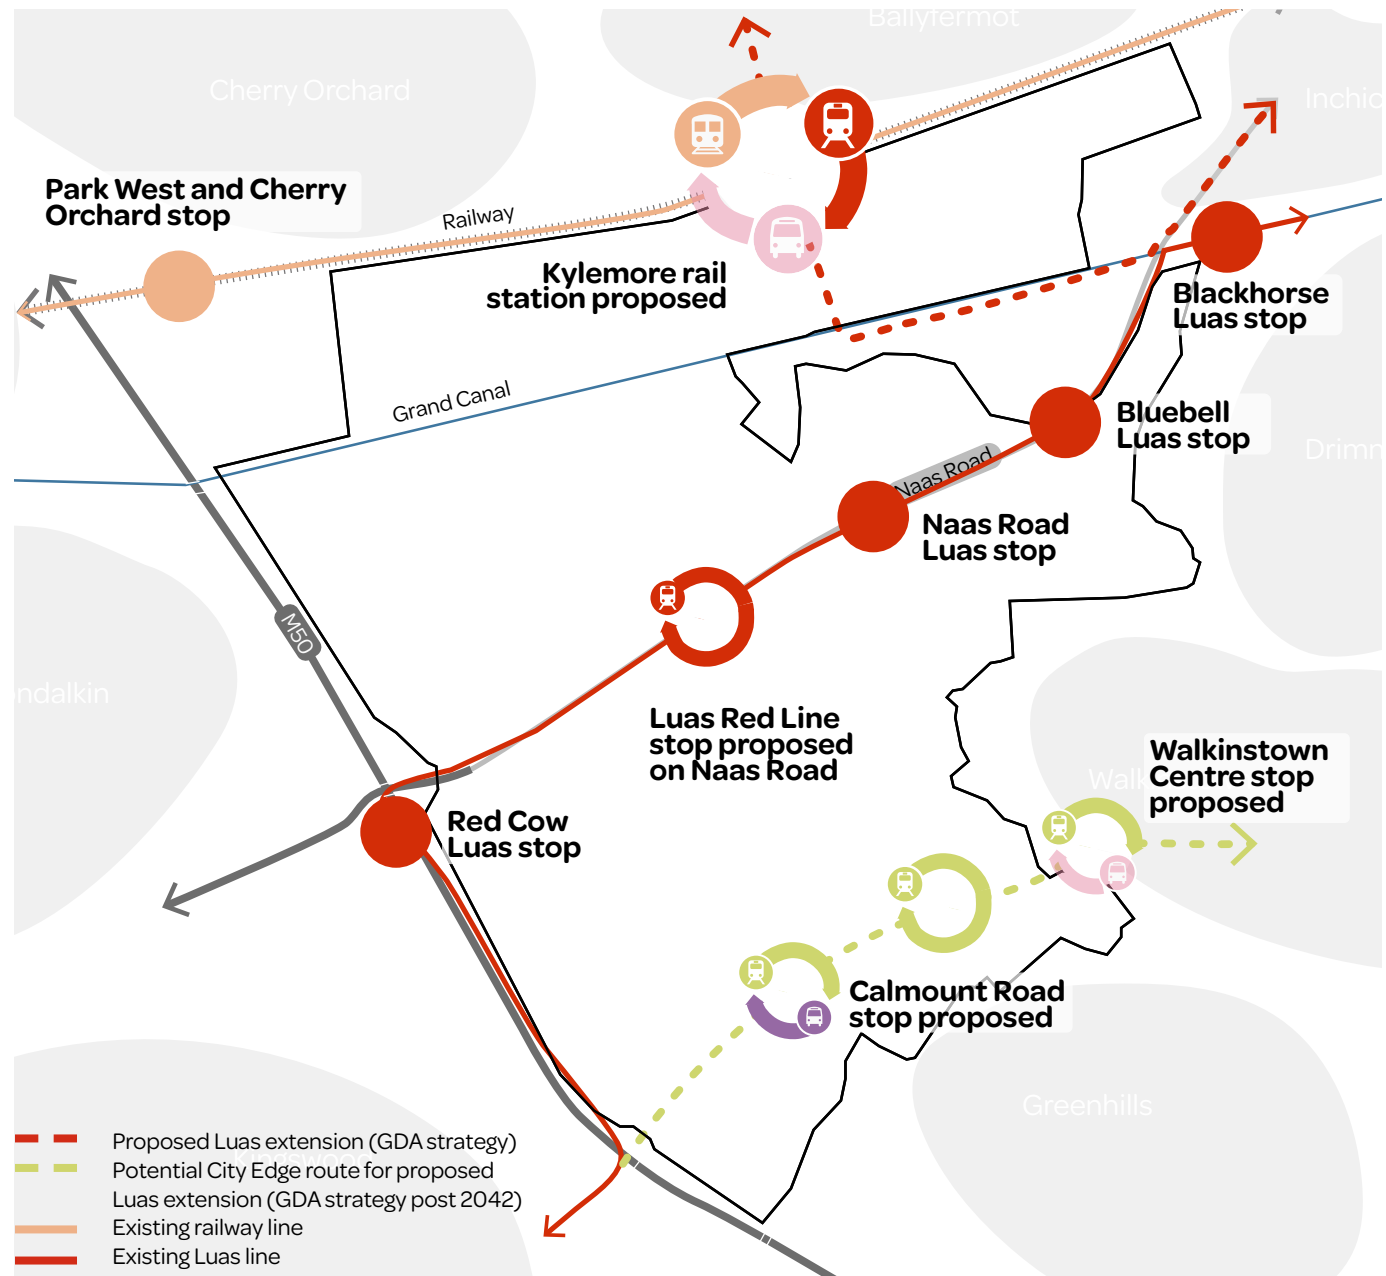 Ballyfermot
Cherry Orchard
Park West and Cherry
Orchard stop
Railway
Kylemore rail
station proposed
Blackhorse
Luas stop
Grand Canal
Bluebell
Luas stop
Naas Road
Naas Road
Luas stop
M50
Luas Red Line
stop proposed
on Naas Road
Walkinstown
Centre stop
proposed
Red Cow
Luas stop
Calmount Road
stop proposed
Greenhills
Kingswood
Proposed Luas extension (GDA strategy)
Potential City Edge route for proposed
Luas extension (GDA strategy post 2042)
Existing railway line
Existing Luas line